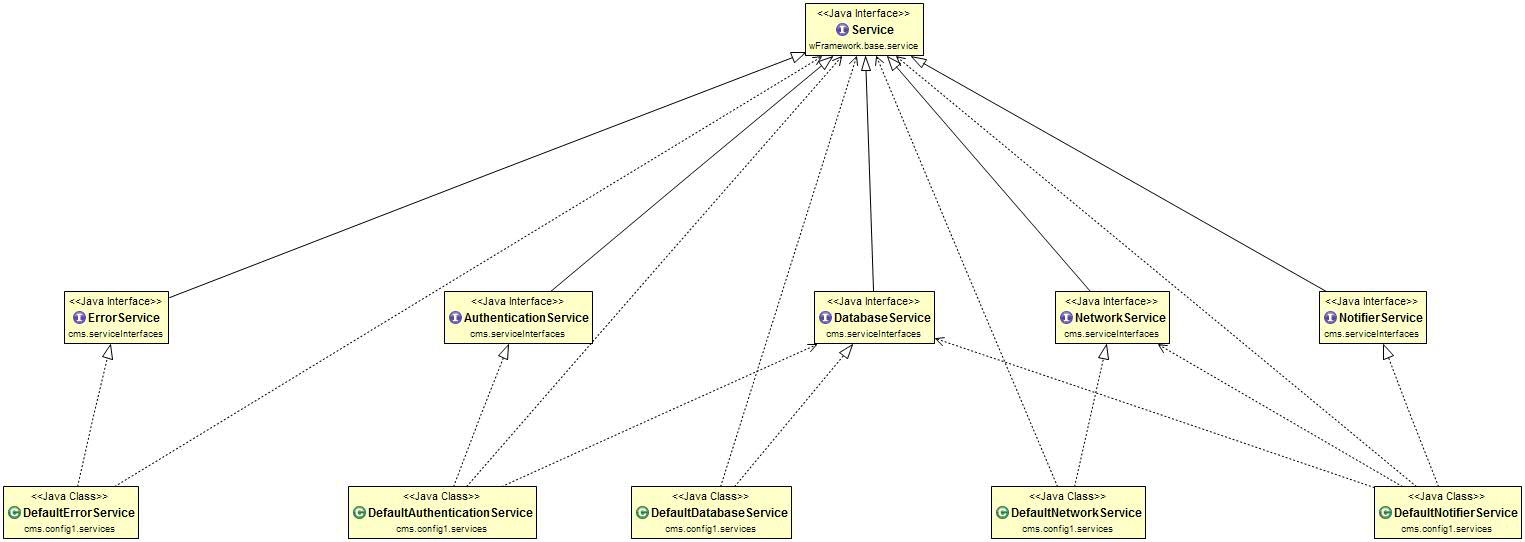 <<Java Interface>>
Service
wFramework.base.service
<<Java Interface>>
ErrorService
cms.serviceInterfaces
<<Java Interface>>
AuthenticationService
cms.serviceInterfaces
<<Java Interface>>
DatabaseService
cms.serviceInterfaces
<<Java Interface>>
NetworkService
cms.serviceInterfaces
<<Java Interface>>
NotifierService
cms.serviceInterfaces
<<Java Class>>
DefaultErrorService
cms.config1.services
<<Java Class>>
DefaultAuthenticationService
cms.config1.services
<<Java Class>>
DefaultDatabaseService
cms.config1.services
<<Java Class>>
DefaultNetworkService
cms.config1.services
<<Java Class>>
DefaultNotifierService
cms.config1.services